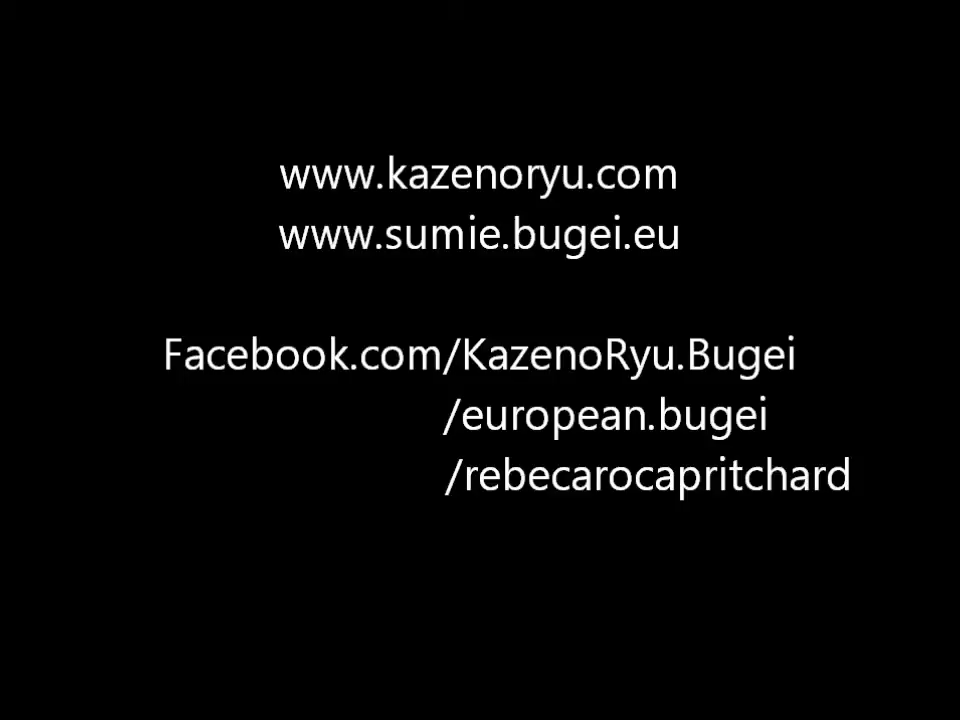 www.kazenoryu.com
www.sumie.bugei.eu
Facebook.com/KazenoRyu.Bugei
/european.bugei
/rebecarocapritchard